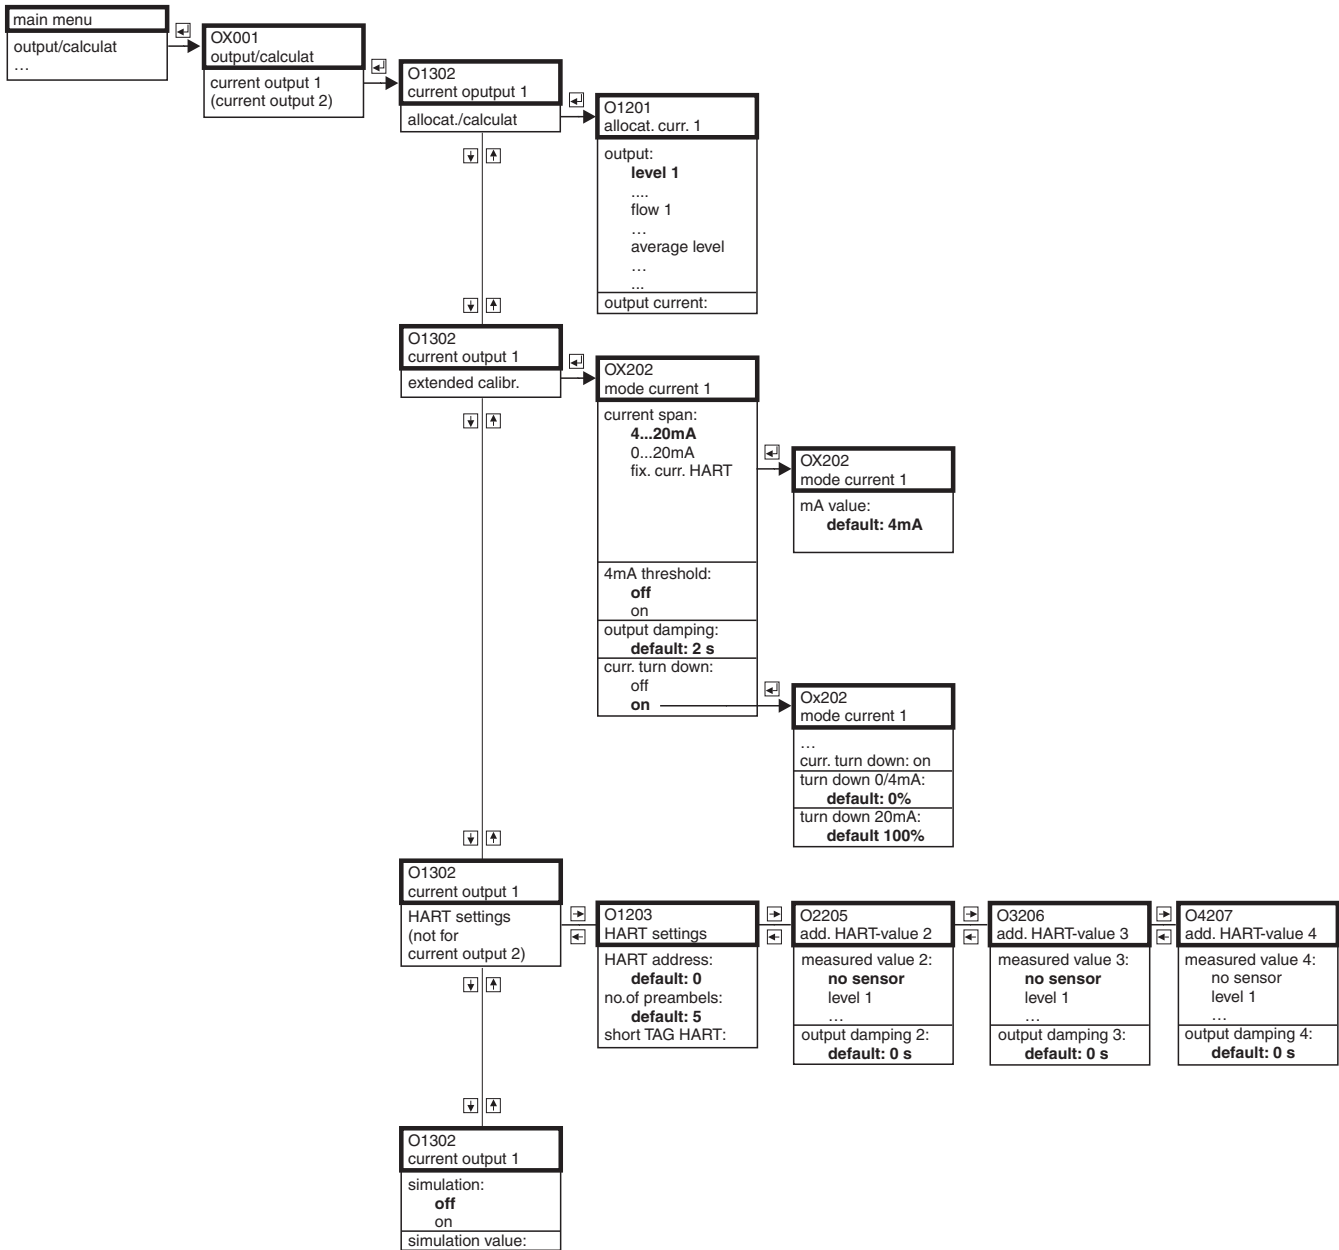 main menu
output/calculat
…
OX001
output/calculat
current output 1
(current output 2)
O1302
current oputput 1
allocat./calculat
O1201
allocat. curr. 1
output:
level 1
....
flow 1
…
average level
…
...
output current:
O1302
current output 1
extended calibr.
OX202
mode current 1
current span:
4...20mA
0...20mA
fix. curr. HART
4mA threshold:
off
on
output damping:
default: 2 s
curr. turn down:
off
on
OX202
mode current 1
mA value:
default: 4mA
Ox202
mode current 1
…
curr. turn down: on
turn down 0/4mA:
default: 0%
turn down 20mA:
default 100%
O1302
current output 1
HART settings
(not for
current output 2)
O1203
HART settings
HART address:
default: 0
no.of preambels:
default: 5
short TAG HART:
O2205
add. HART-value 2
measured value 2:
no sensor
level 1
…
output damping 2:
default: 0 s
O3206
add. HART-value 3
measured value 3:
no sensor
level 1
…
output damping 3:
default: 0 s
O4207
add. HART-value 4
measured value 4:
no sensor
level 1
…
output damping 4:
default: 0 s
O1302
current output 1
simulation:
off
on
simulation value: